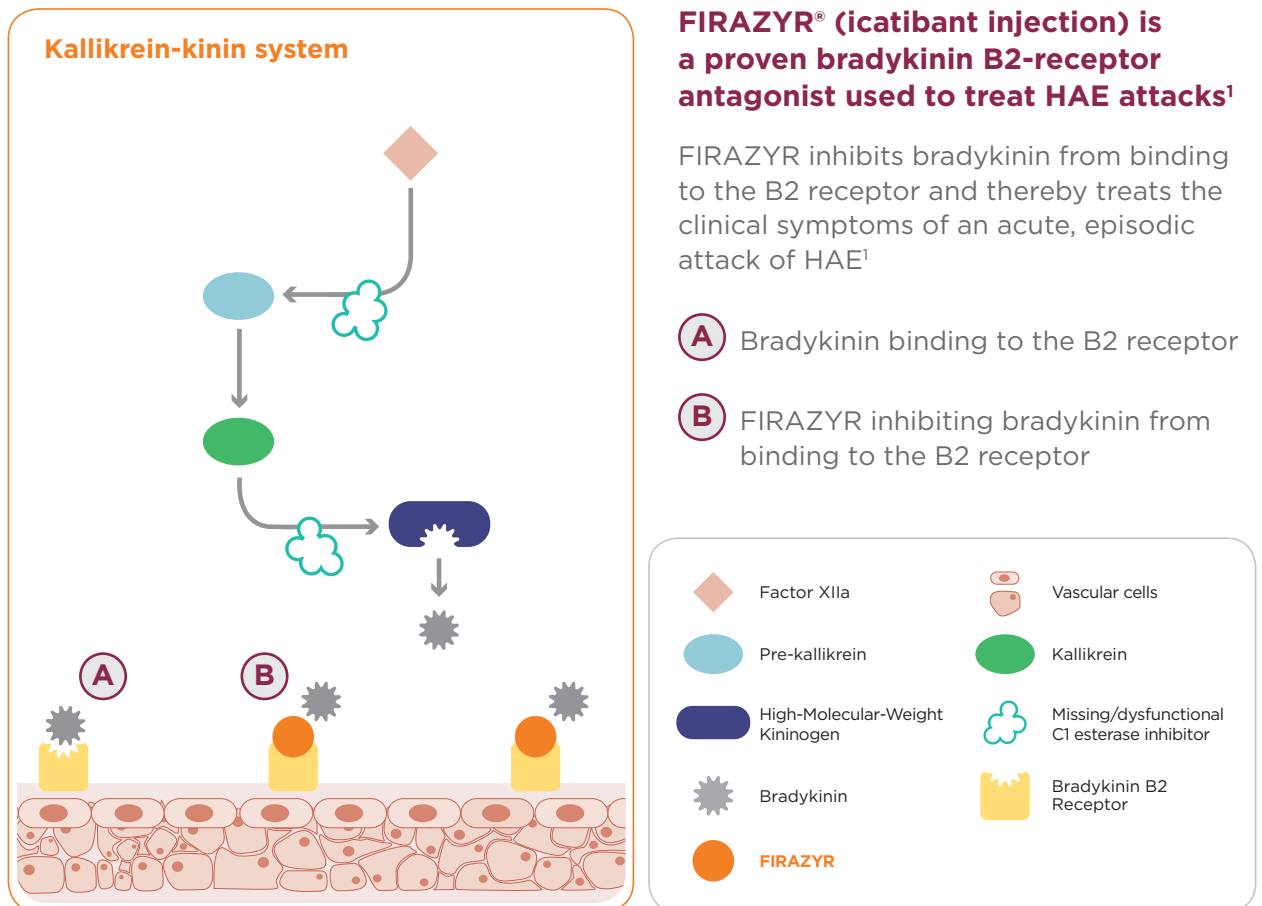 Kallikrein-kinin system
A
B
FIRAZYR® (icatibant injection) is
a proven bradykinin B2-receptor
antagonist used to treat HAE attacks¹
FIRAZYR inhibits bradykinin from binding
to the B2 receptor and thereby treats the
clinical symptoms of an acute, episodic
attack of HAE¹
A Bradykinin binding to the B2 receptor
B FIRAZYR inhibiting bradykinin from
binding to the B2 receptor
Factor XIIa
Vascular cells
Pre-kallikrein
Kallikrein
High-Molecular-Weight
Kininogen
Missing/dysfunctional
C1 esterase inhibitor
Bradykinin
Bradykinin B2
Receptor
FIRAZYR